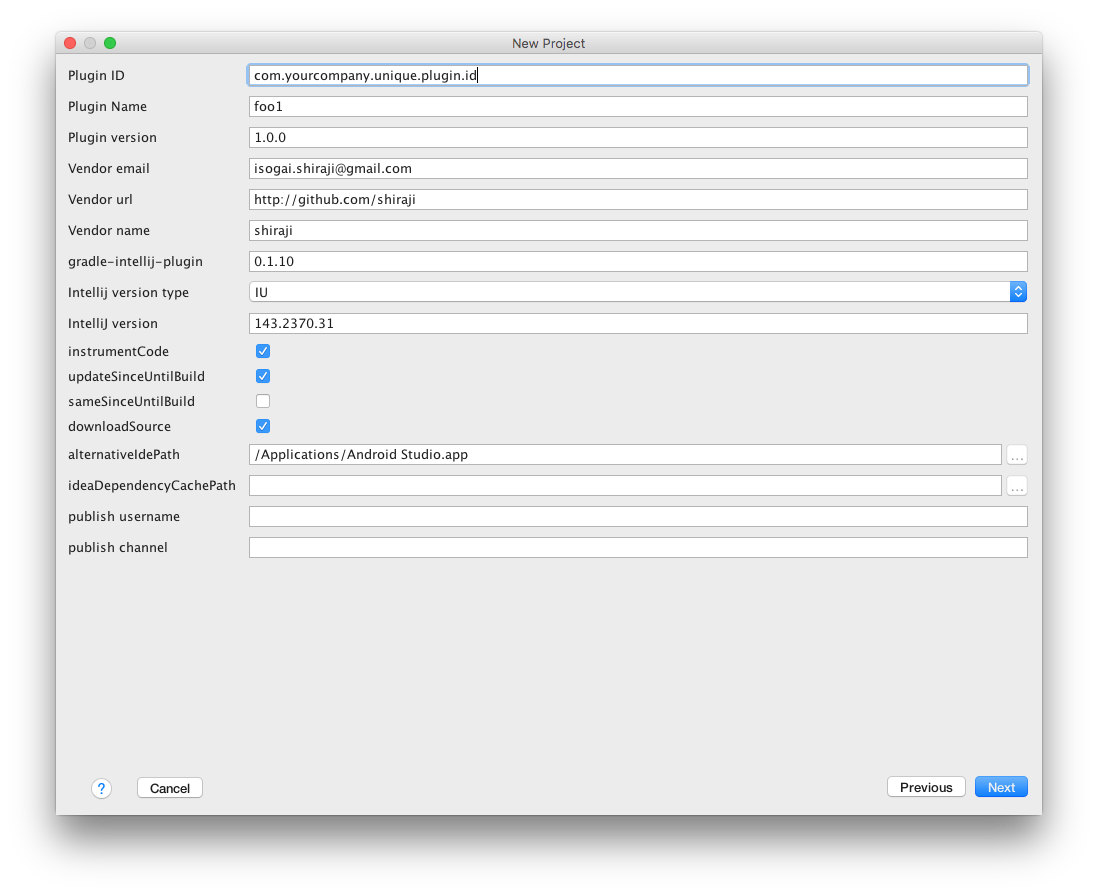 New Project
Plugin ID com.yourcompany.unique.plugin.id
Plugin Name foo1
Plugin version 1.0.0
Vendor email isogai.shiraji@gmail.com
Vendor url http://github.com/shiraji
Vendor name shiraji
gradle-intellij-plugin 0.1.10
Intellij version type IU
IntelliJ version 143.2370.31
instrumentCode
updateSinceUntilBuild
sameSinceUntilBuild
downloadSource
alternativeIdePath /Applications/Android Studio.app ...
ideaDependencyCachePath ...
publish username
publish channel
? Cancel Previous Next